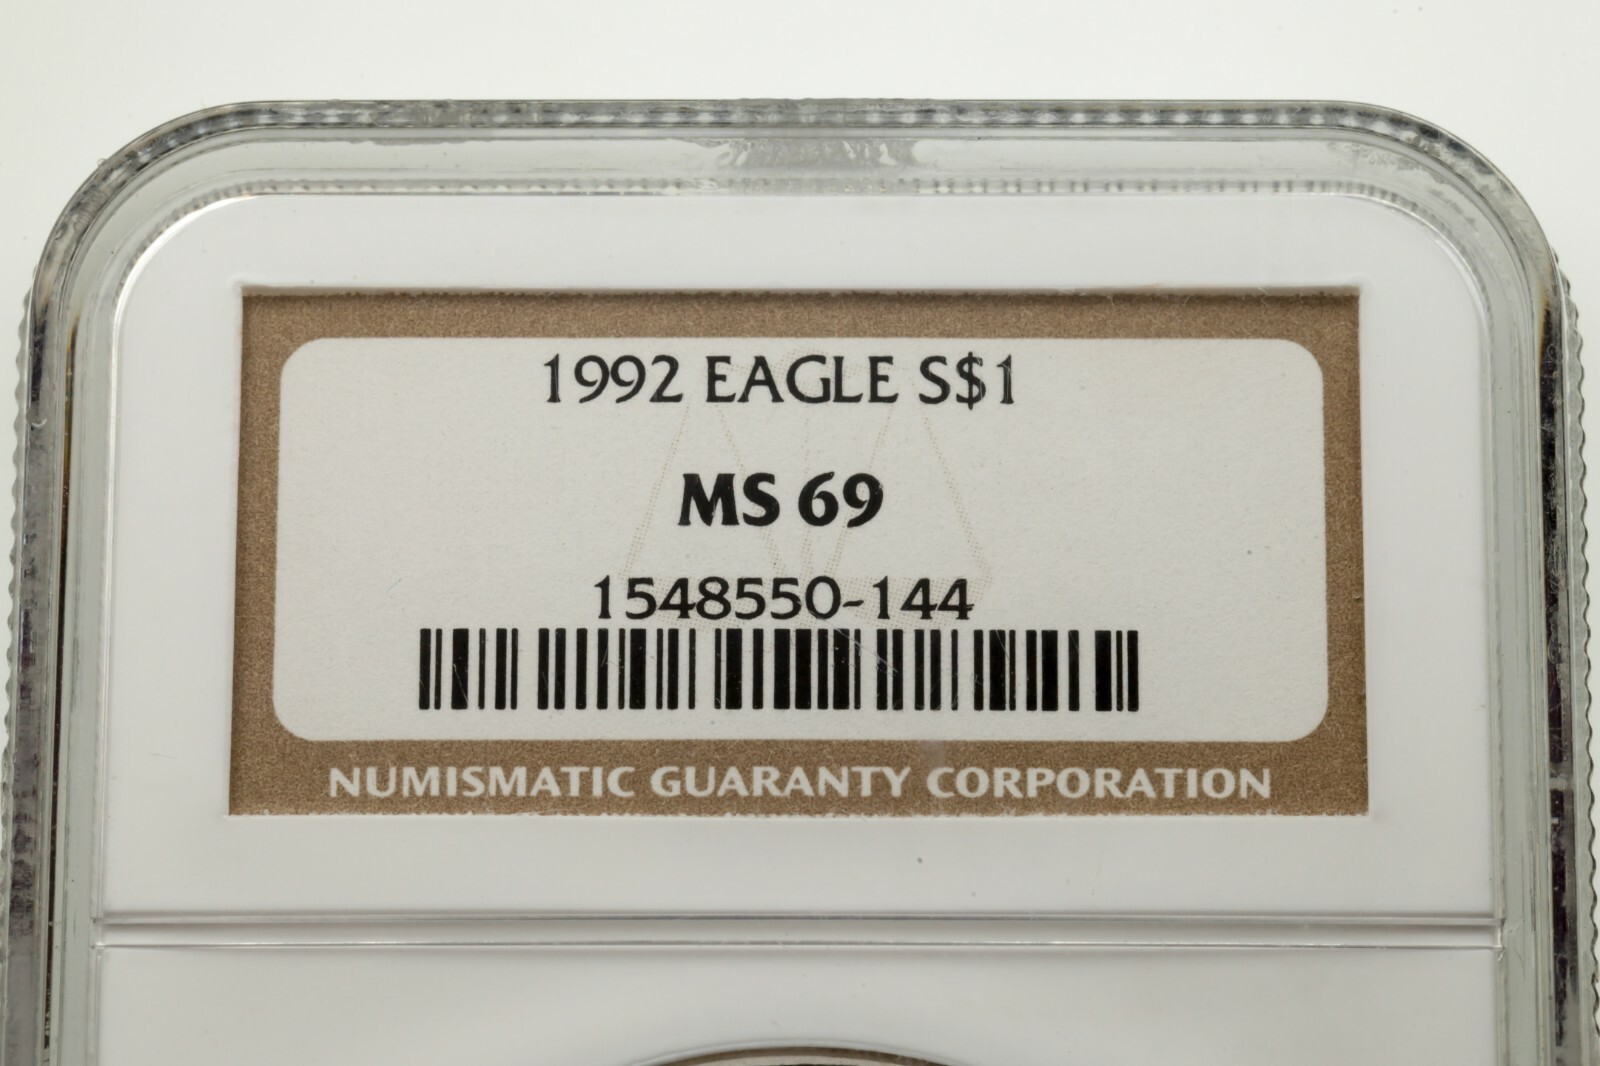 1992 EAGLE S$1
MS 69
1548550-144
NUMISMATIC GUARANTY CORPORATION